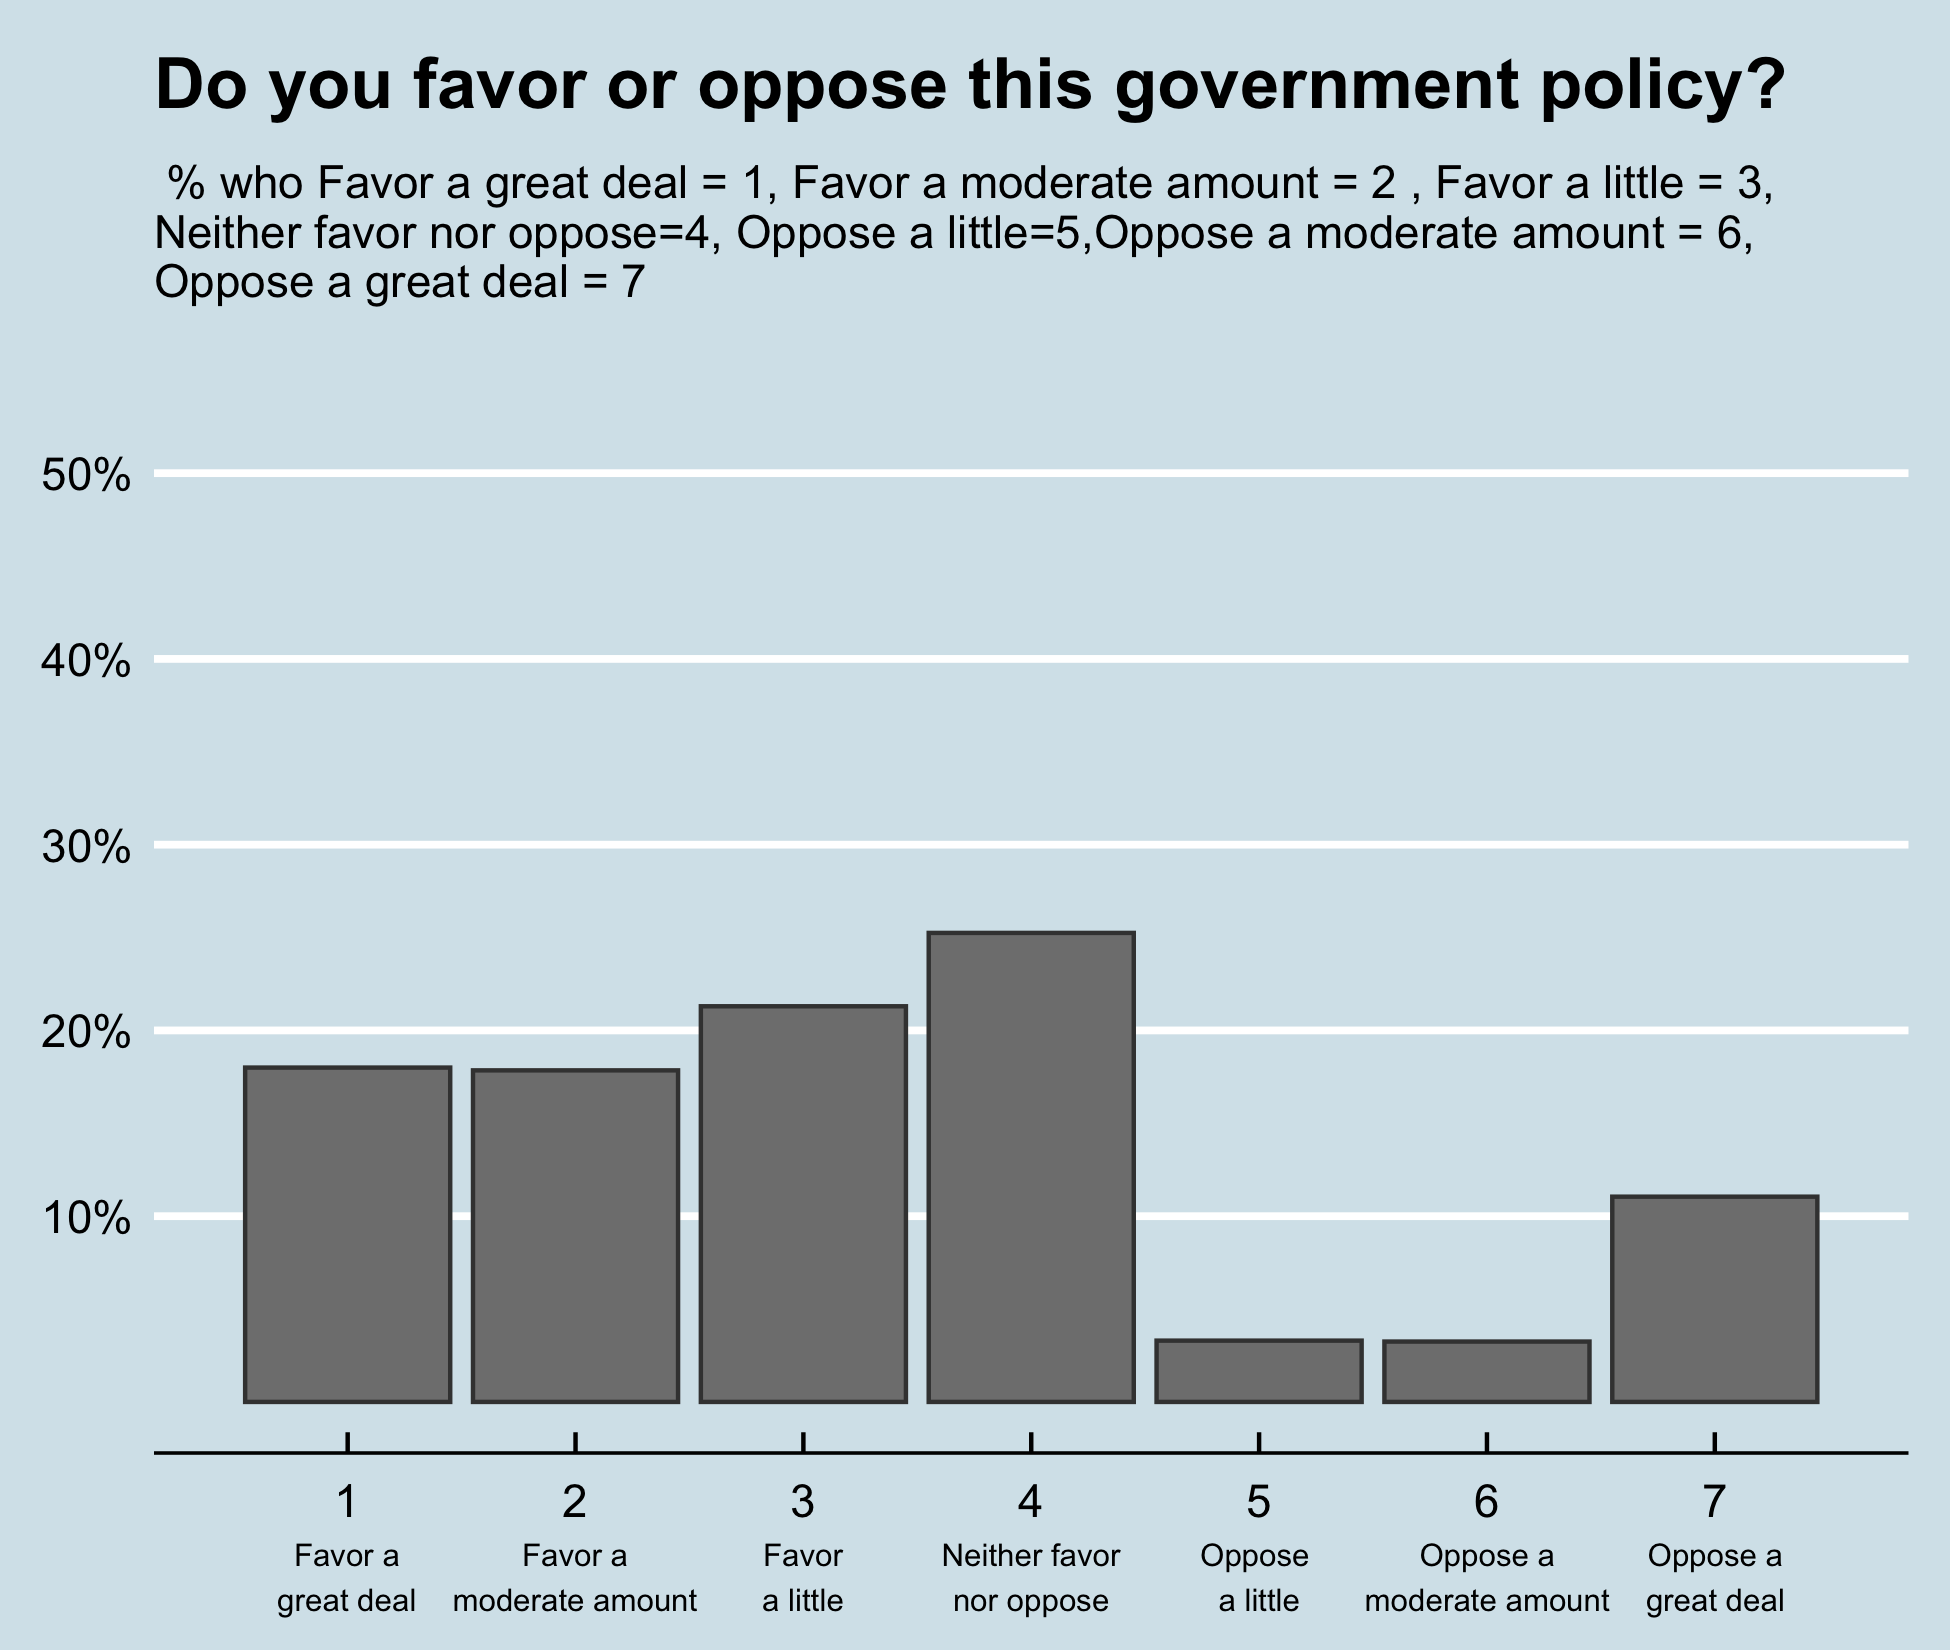 Do you favor or oppose this government policy?
% who Favor a great deal = 1, Favor a moderate amount = 2 , Favor a little = 3,
Neither favor nor oppose=4, Oppose a little=5,Oppose a moderate amount = 6,
Oppose a great deal = 7
50%
40%
30%
20%
10%
1 2 3 4 5 6 7
Favor a Favor a Favor Neither favor Oppose Oppose a Oppose a
great deal moderate amount a little nor oppose a little moderate amount great deal